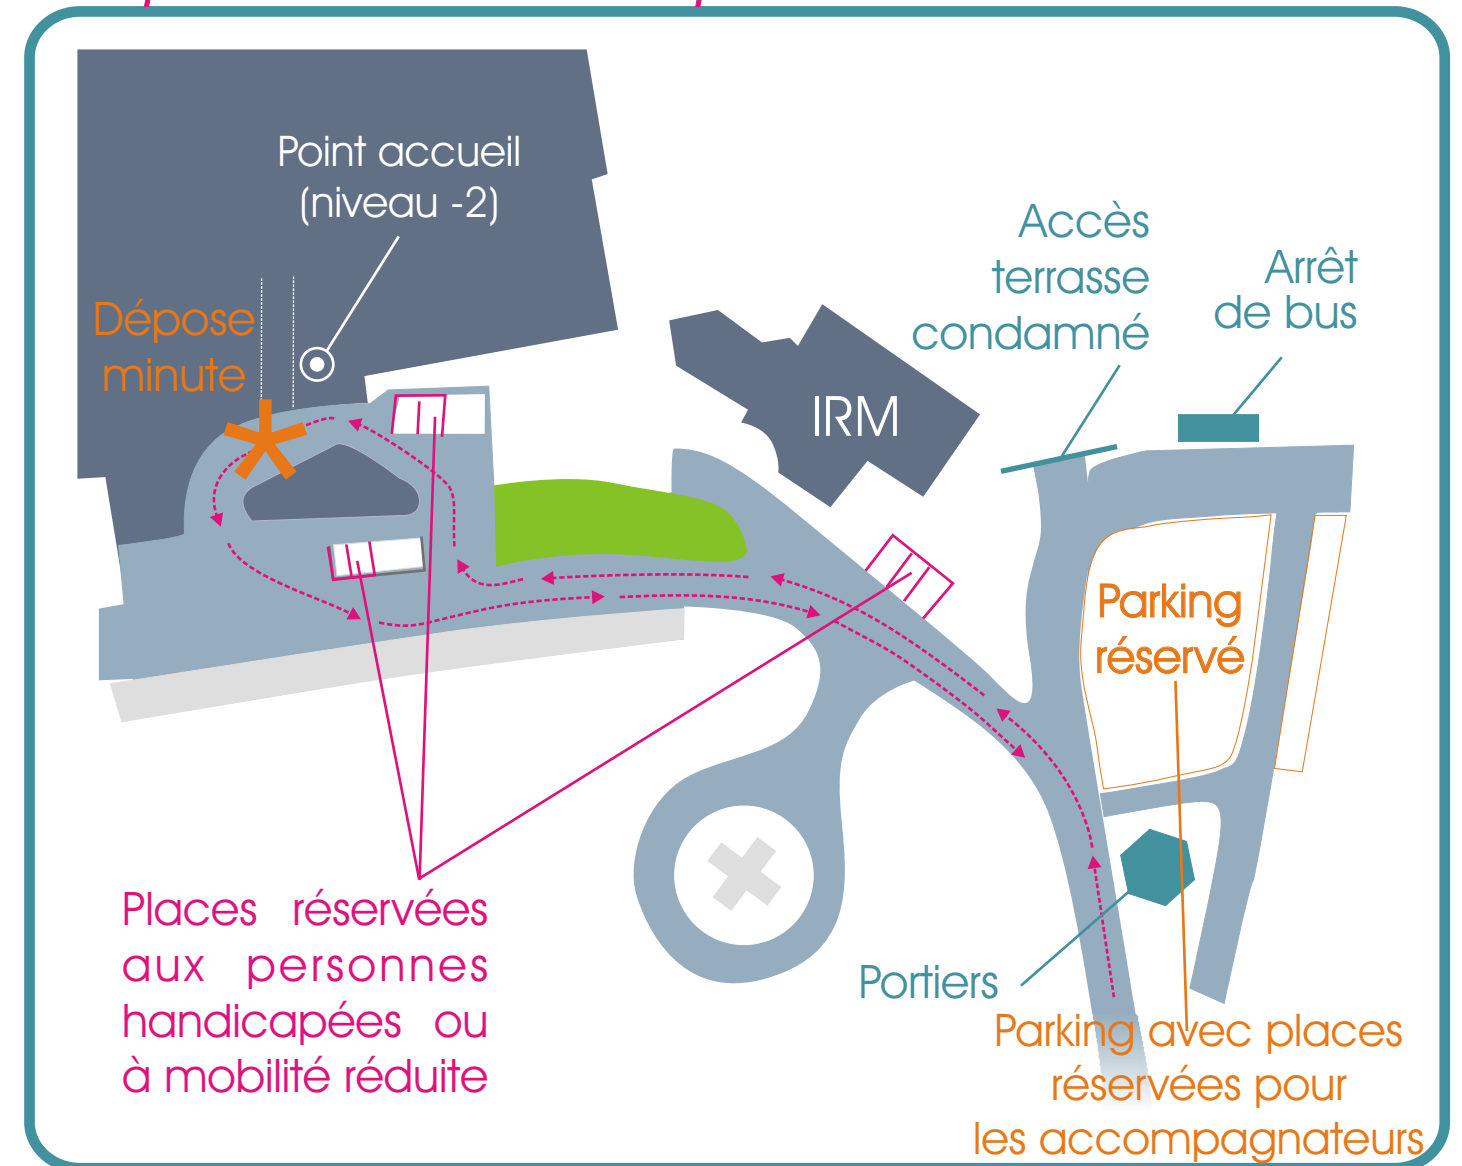 Point accueil
(niveau -2)
Accès
terrasse
condamné
Arrêt
de bus
Dépose
minute
IRM
Parking
réservé
Places réservées
aux personnes
handicapées ou
à mobilité réduite
Portiers
Parking avec places
réservées pour
les accompagnateurs